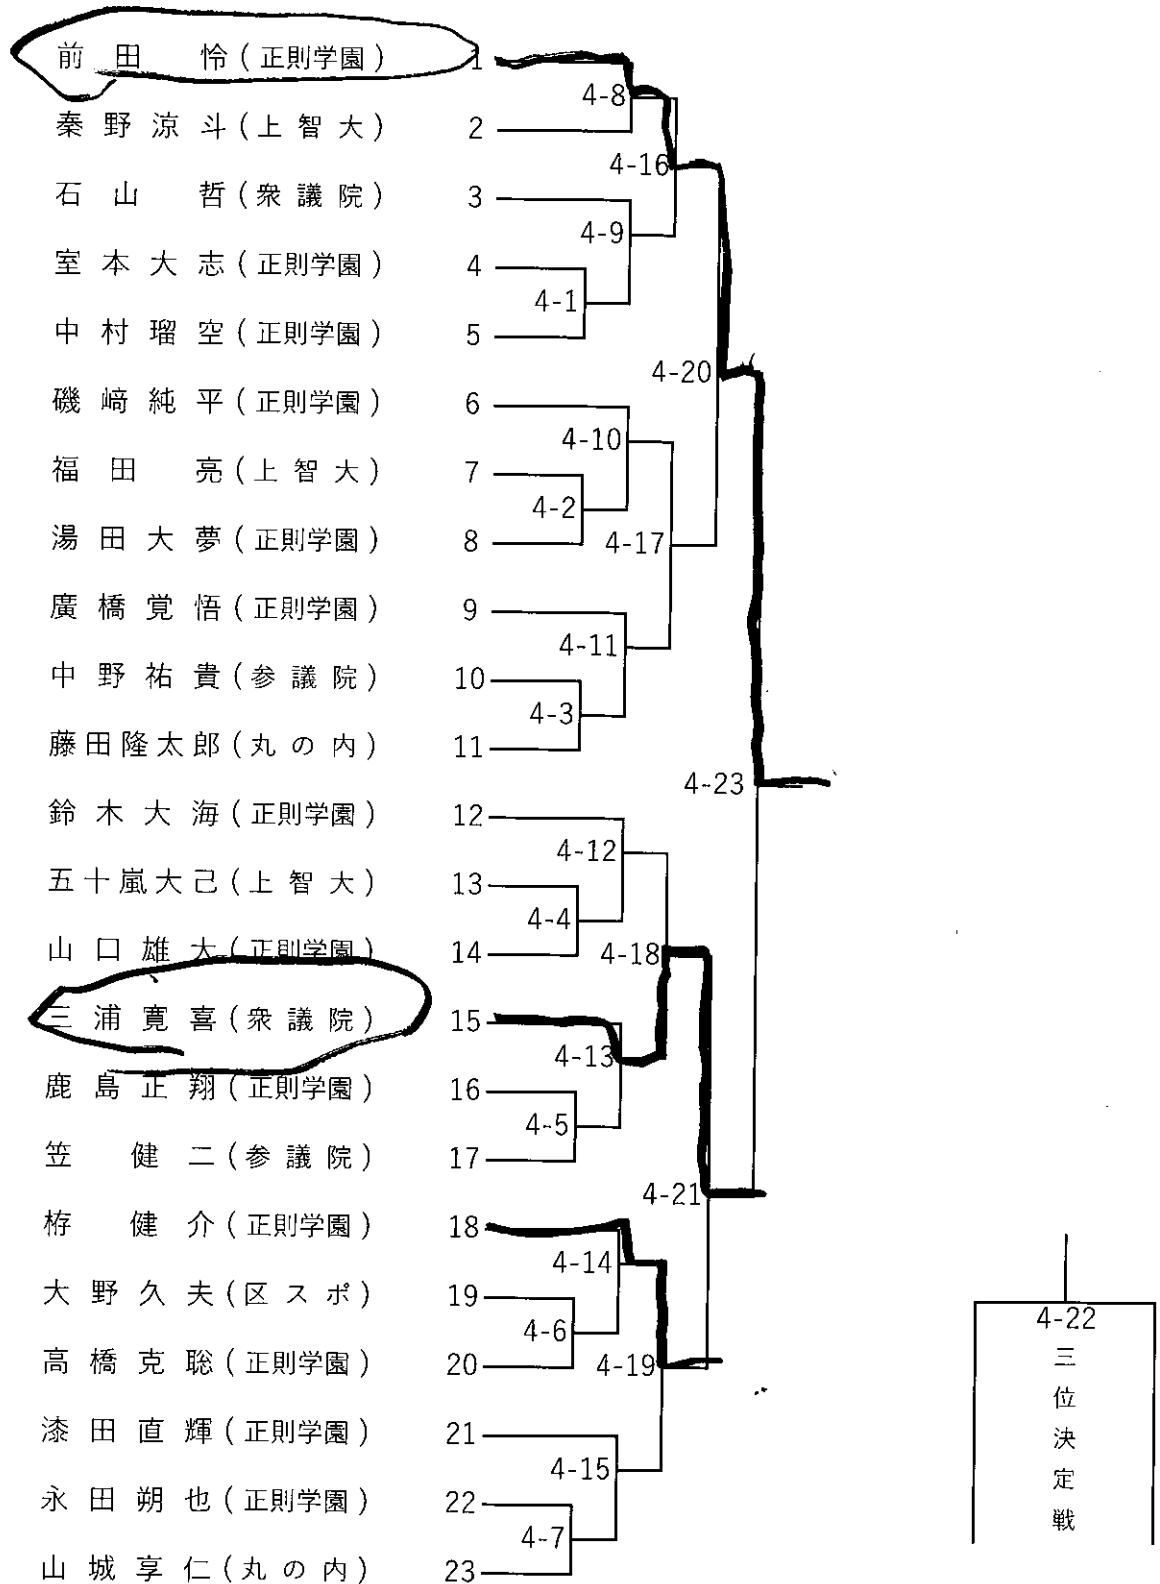 前田 怜(正則学園) 1
4-8
秦野涼斗(上智大) 2
4-16
石山 哲(衆議院) 3
4-9
室本大志(正則学園) 4
4-1
中村瑠空(正則学園) 5
4-20
磯﨑純平(正則学園) 6
4-10
福田 亮(上智大) 7
4-2
湯田大夢(正則学園) 8
4-17
廣橋覚悟(正則学園) 9
4-11
中野祐貴(参議院) 10
4-3
藤田隆太郎(丸の内) 11
4-23
鈴木大海(正則学園) 12
4-12
五十嵐大己(上智大) 13
4-4
山口雄大(正則学園) 14
4-18
三浦寛喜(衆議院) 15
4-13
鹿島正翔(正則学園) 16
4-5
笠 健二(参議院) 17
4-21
栫 健介(正則学園) 18
4-14
大野久夫(区スポ) 19
4-6
高橋克聡(正則学園) 20
4-19
漆田直輝(正則学園) 21
4-15
永田朔也(正則学園) 22
4-7
山城享仁(丸の内) 23
4-22
三位決定戦